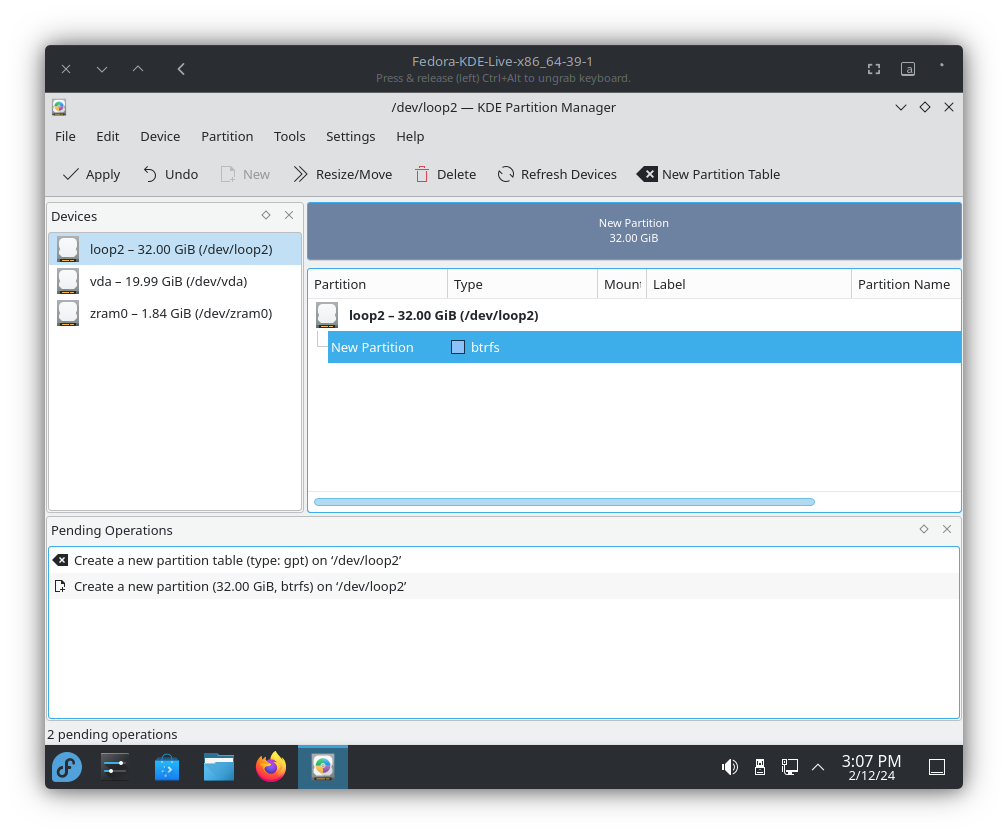 Fedora-KDE-Live-x86_64-39-1
Press & release (left) Ctrl+Alt to ungrab keyboard.
/dev/loop2 — KDE Partition Manager
File Edit Device Partition Tools Settings Help
Apply Undo New Resize/Move Delete Refresh Devices New Partition Table
Devices
loop2 – 32.00 GiB (/dev/loop2)
vda – 19.99 GiB (/dev/vda)
zram0 – 1.84 GiB (/dev/zram0)
New Partition
32.00 GiB
Partition Type Moun Label Partition Name
loop2 – 32.00 GiB (/dev/loop2)
New Partition btrfs
Pending Operations
Create a new partition table (type: gpt) on ‘/dev/loop2’
Create a new partition (32.00 GiB, btrfs) on ‘/dev/loop2’
2 pending operations
3:07 PM
2/12/24